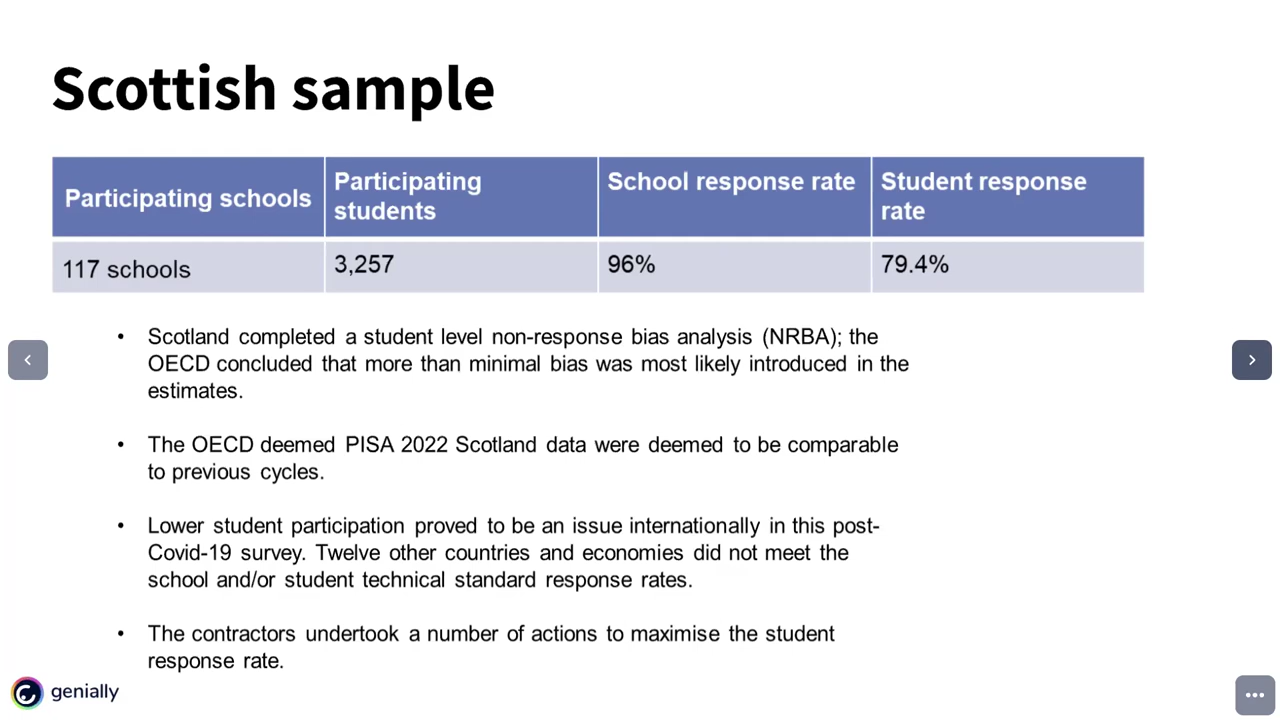 Scottish sample
Participating schools
Participating students
School response rate
Student response rate
117 schools
3,257
96%
79.4%
• Scotland completed a student level non-response bias analysis (NRBA); the
OECD concluded that more than minimal bias was most likely introduced in the
estimates.
• The OECD deemed PISA 2022 Scotland data were deemed to be comparable
to previous cycles.
• Lower student participation proved to be an issue internationally in this post-
Covid-19 survey. Twelve other countries and economies did not meet the
school and/or student technical standard response rates.
• The contractors undertook a number of actions to maximise the student
response rate.
genially